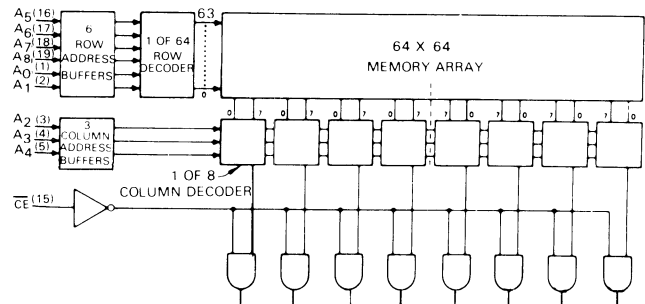 A5(16)
A6(17)
A7(18)
A8(19)
A0(1)
A1(2)
6
ROW
ADDRESS
BUFFERS
1 OF 64
ROW
DECODER
63
0
64 X 64
MEMORY ARRAY
0 7 0 7 0 7 0 7 7 0 7 0 7 0 7 0
A2(3)
A3(4)
A4(5)
3
COLUMN
ADDRESS
BUFFERS
1 OF 8
COLUMN DECODER
CE(15)